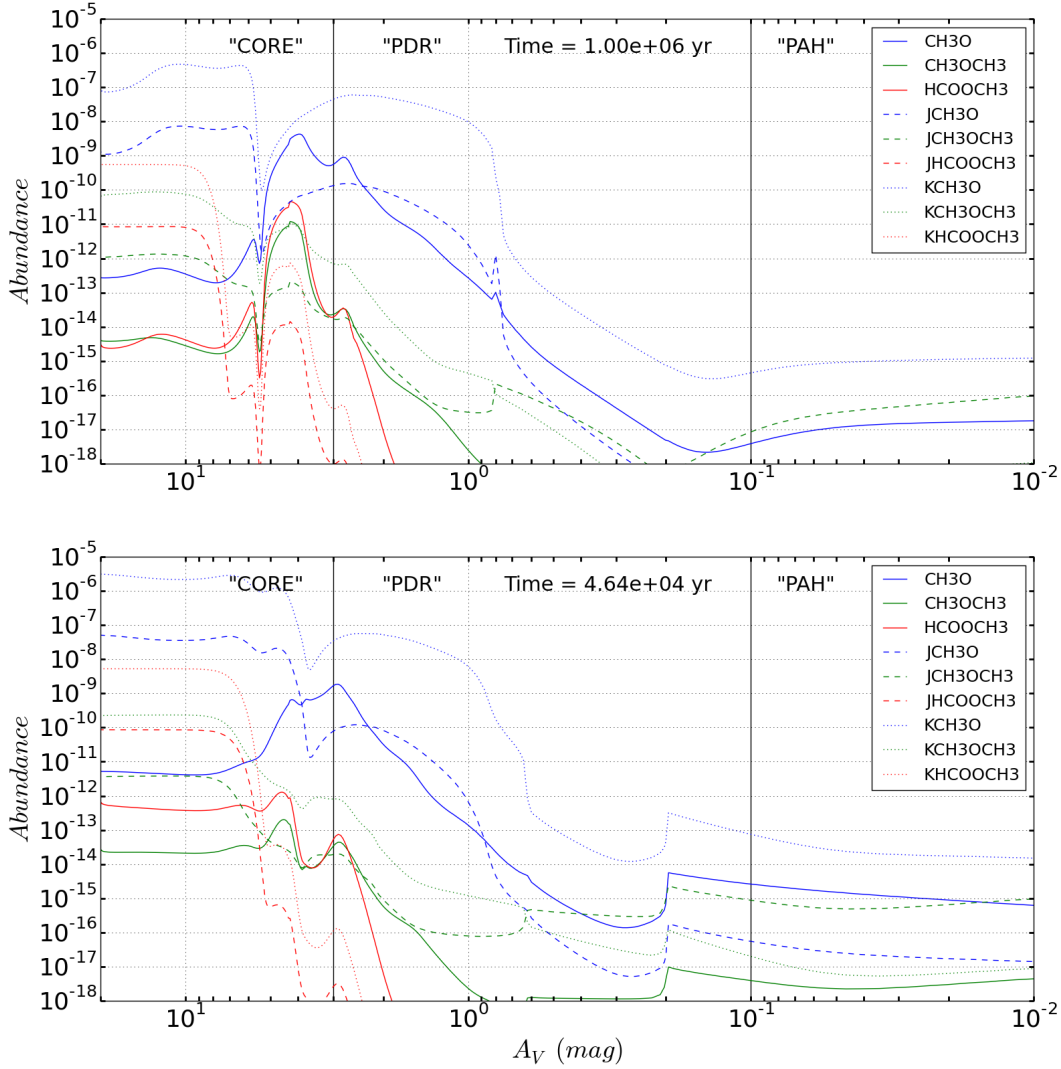 10^-5
10^-6
10^-7
10^-8
10^-9
10^-10
10^-11
10^-12
10^-13
10^-14
10^-15
10^-16
10^-17
10^-18
Abundance
"CORE" "PDR" Time = 1.00e+06 yr "PAH"
CH3O
CH3OCH3
HCOOCH3
JCH3O
JCH3OCH3
JHCOOCH3
KCH3O
KCH3OCH3
KHCOOCH3
10^1 10^0 10^-1 10^-2
10^-5
10^-6
10^-7
10^-8
10^-9
10^-10
10^-11
10^-12
10^-13
10^-14
10^-15
10^-16
10^-17
10^-18
Abundance
"CORE" "PDR" Time = 4.64e+04 yr "PAH"
CH3O
CH3OCH3
HCOOCH3
JCH3O
JCH3OCH3
JHCOOCH3
KCH3O
KCH3OCH3
KHCOOCH3
10^1 10^0 10^-1 10^-2
A_V (mag)